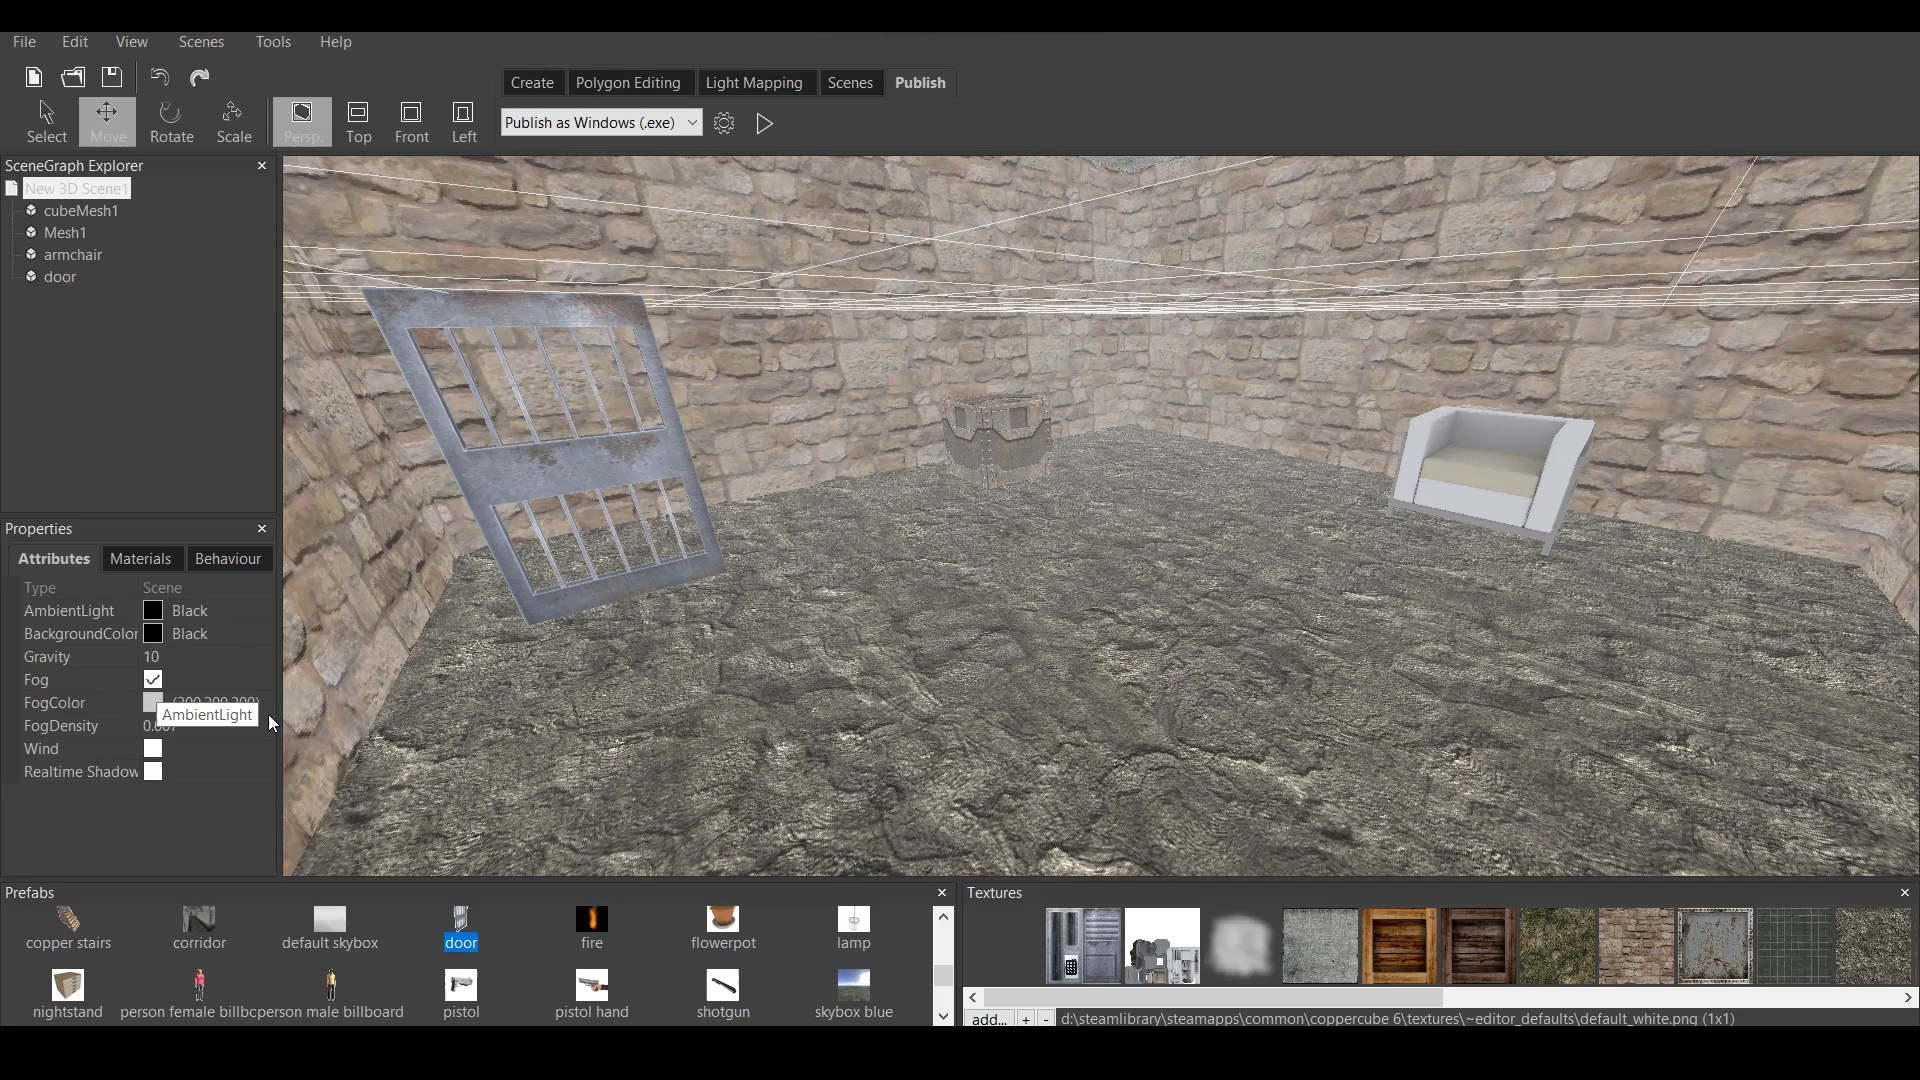 File Edit View Scenes Tools Help
Create Polygon Editing Light Mapping Scenes Publish
Select Move Rotate Scale Persp. Top Front Left
Publish as Windows (.exe)
SceneGraph Explorer
New 3D Scene1
cubeMesh1
Mesh1
armchair
door
Properties
Attributes Materials Behaviour
Type Scene
AmbientLight Black
BackgroundColor Black
Gravity 10
Fog
FogColor (200,200,200)
AmbientLight
FogDensity
Wind
Realtime Shadow
Prefabs
copper stairs corridor default skybox door fire flowerpot lamp
nightstand person female billbc person male billboard pistol pistol hand shotgun skybox blue
Textures
add... + - d:\steamlibrary\steamapps\common\coppercube 6\textures\~editor_defaults\default_white.png (1x1)